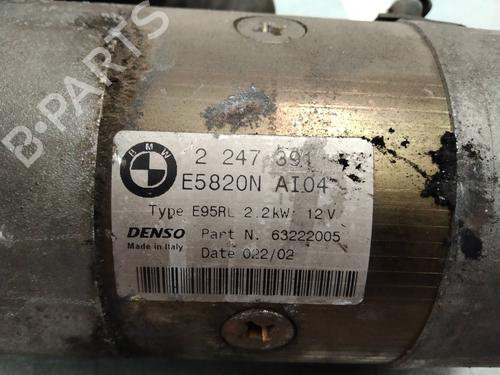 B-PARTS
BMW
2 247 391
E5820N AI04
Type E95RL 2.2kW 12V
DENSO Part N. 63222005
Made in Italy
Date 022/02